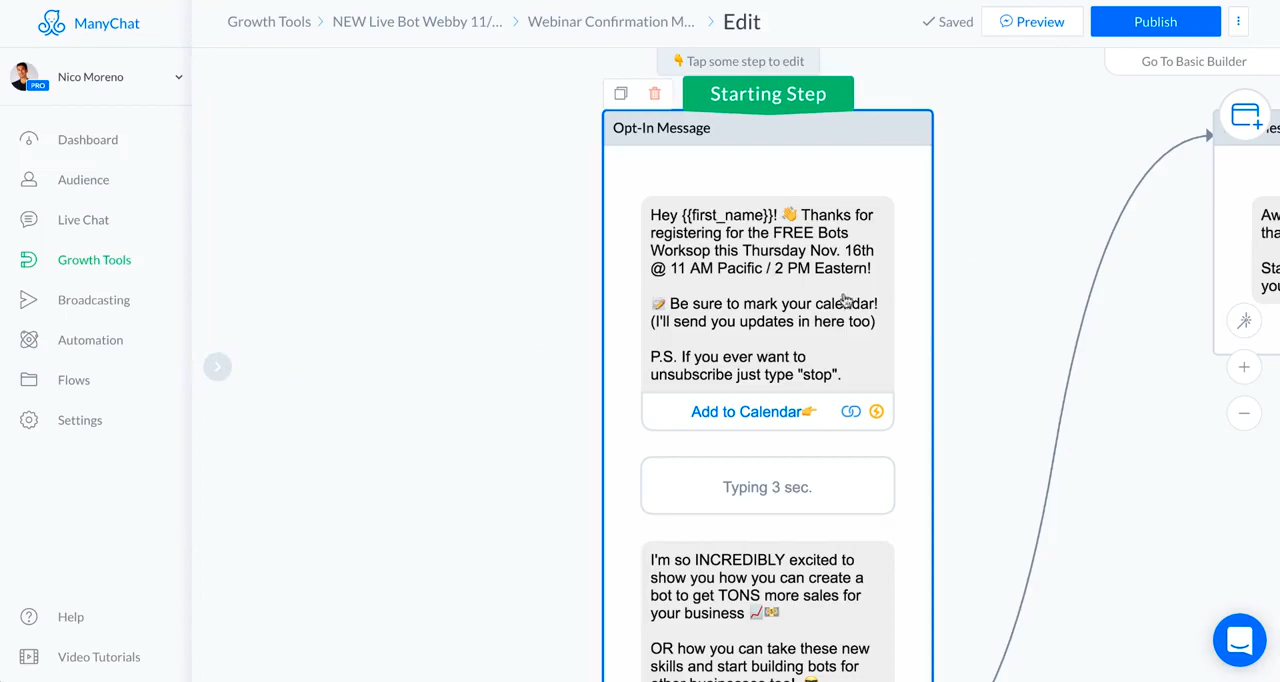 ManyChat
Growth Tools > NEW Live Bot Webby 11/... > Webinar Confirmation M... > Edit
Saved
Preview
Publish
Tap some step to edit
Go To Basic Builder
Nico Moreno
PRO
Dashboard
Audience
Live Chat
Growth Tools
Broadcasting
Automation
Flows
Settings
Help
Video Tutorials
Starting Step
Opt-In Message
Hey {{first_name}}! 👋 Thanks for
registering for the FREE Bots
Worksop this Thursday Nov. 16th
@ 11 AM Pacific / 2 PM Eastern!
📝 Be sure to mark your calendar!
(I'll send you updates in here too)
P.S. If you ever want to
unsubscribe just type "stop".
Add to Calendar👉
Typing 3 sec.
I'm so INCREDIBLY excited to
show you how you can create a
bot to get TONS more sales for
your business 📈💵
OR how you can take these new
skills and start building bots for